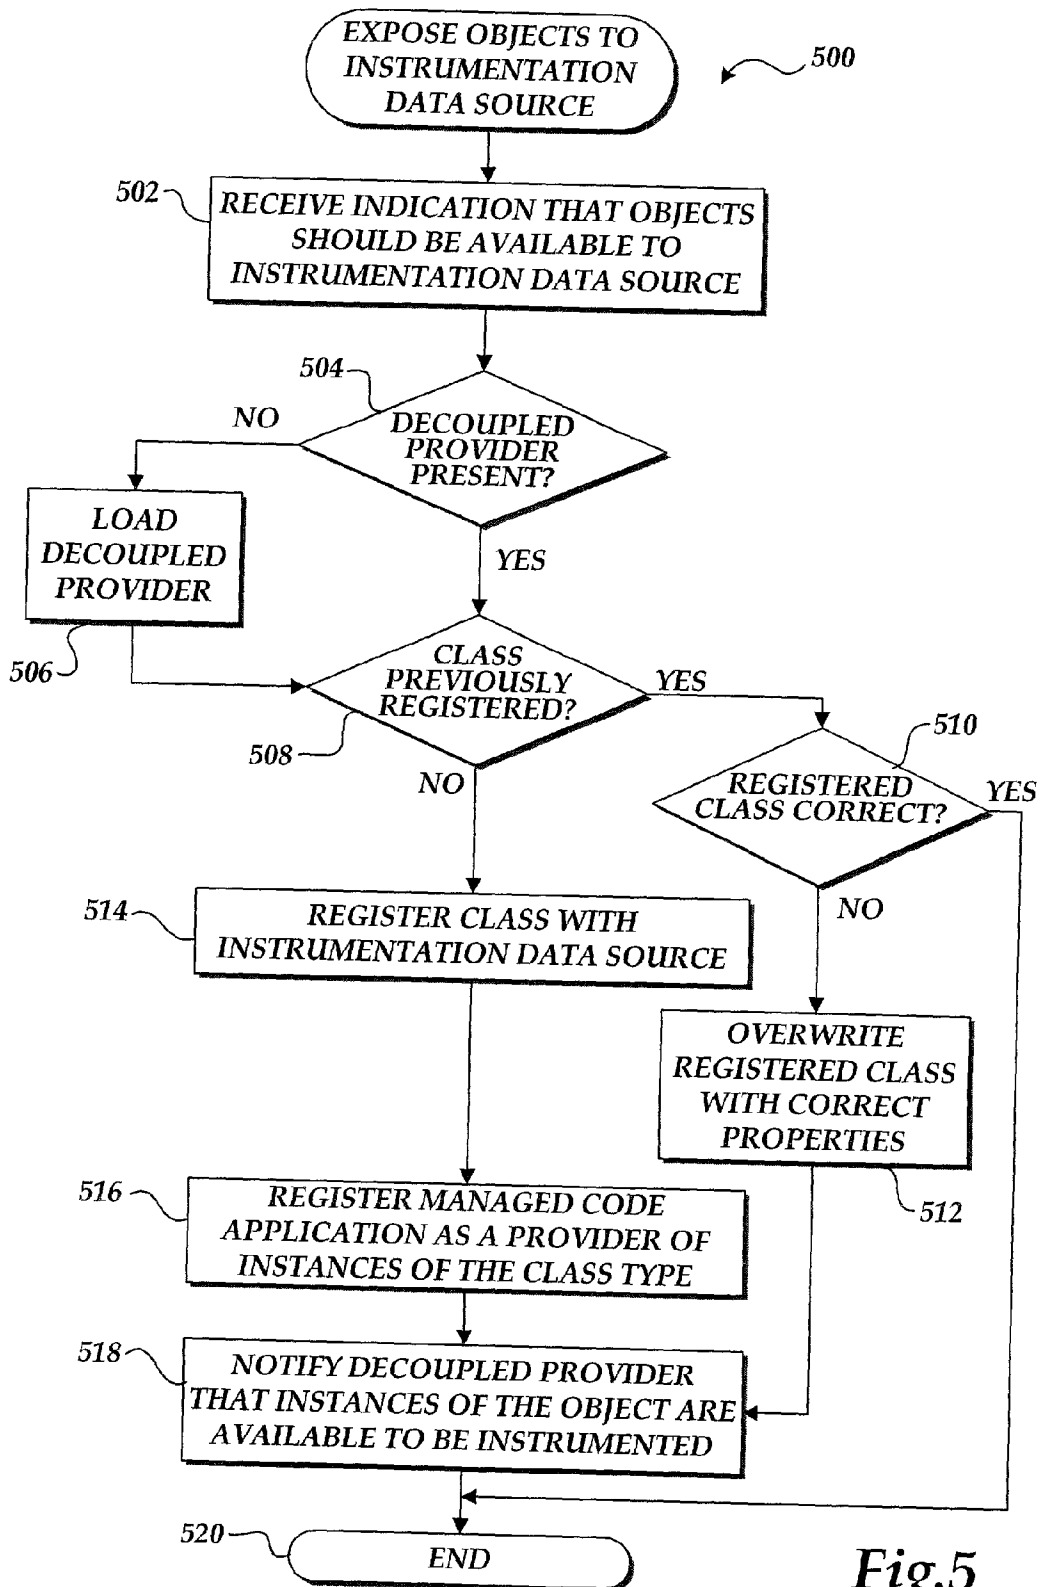 EXPOSE OBJECTS TO
INSTRUMENTATION
DATA SOURCE
500
502
RECEIVE INDICATION THAT OBJECTS
SHOULD BE AVAILABLE TO
INSTRUMENTATION DATA SOURCE
504
NO
DECOUPLED
PROVIDER
PRESENT?
LOAD
DECOUPLED
PROVIDER
YES
506
CLASS
PREVIOUSLY
REGISTERED?
YES
508
NO
510
REGISTERED
CLASS CORRECT?
YES
NO
514
REGISTER CLASS WITH
INSTRUMENTATION DATA SOURCE
OVERWRITE
REGISTERED CLASS
WITH CORRECT
PROPERTIES
512
516
REGISTER MANAGED CODE
APPLICATION AS A PROVIDER OF
INSTANCES OF THE CLASS TYPE
518
NOTIFY DECOUPLED PROVIDER
THAT INSTANCES OF THE OBJECT ARE
AVAILABLE TO BE INSTRUMENTED
520
END
Fig.5